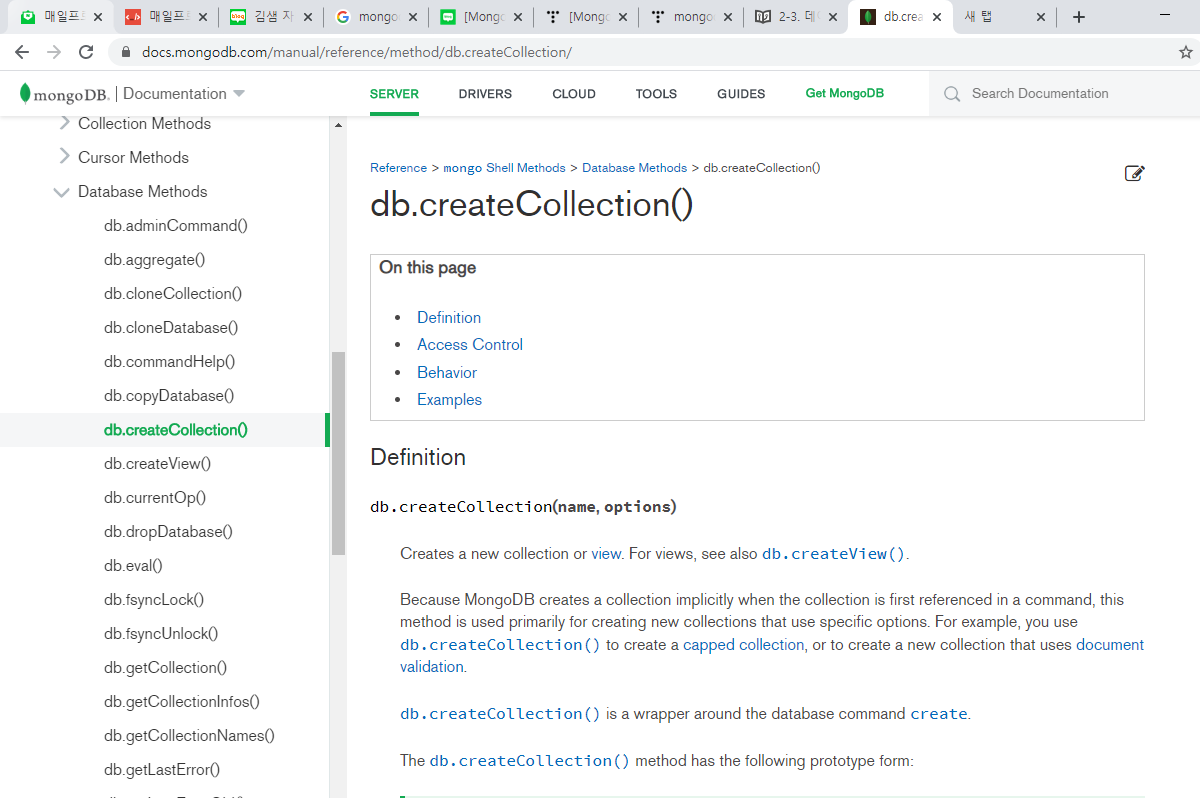 매일프
매일프
김샘 자
mongo
[Mong
[Mong
mongo
2-3. 데
db.crea
새 탭
docs.mongodb.com/manual/reference/method/db.createCollection/
mongoDB. | Documentation
SERVER
DRIVERS
CLOUD
TOOLS
GUIDES
Get MongoDB
Search Documentation
Collection Methods
Cursor Methods
Database Methods
db.adminCommand()
db.aggregate()
db.cloneCollection()
db.cloneDatabase()
db.commandHelp()
db.copyDatabase()
db.createCollection()
db.createView()
db.currentOp()
db.dropDatabase()
db.eval()
db.fsyncLock()
db.fsyncUnlock()
db.getCollection()
db.getCollectionInfos()
db.getCollectionNames()
db.getLastError()
Reference > mongo Shell Methods > Database Methods > db.createCollection()
db.createCollection()
On this page
• Definition
• Access Control
• Behavior
• Examples
Definition
db.createCollection(name, options)
Creates a new collection or view. For views, see also db.createView().
Because MongoDB creates a collection implicitly when the collection is first referenced in a command, this
method is used primarily for creating new collections that use specific options. For example, you use
db.createCollection() to create a capped collection, or to create a new collection that uses document
validation.
db.createCollection() is a wrapper around the database command create.
The db.createCollection() method has the following prototype form: